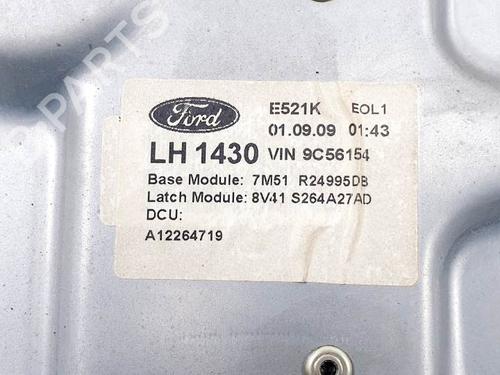 Ford E521K EOL1
01.09.09 01:43
LH 1430 VIN 9C56154
Base Module: 7M51 R24995DB
Latch Module: 8V41 S264A27AD
DCU:
A12264719
PARTS